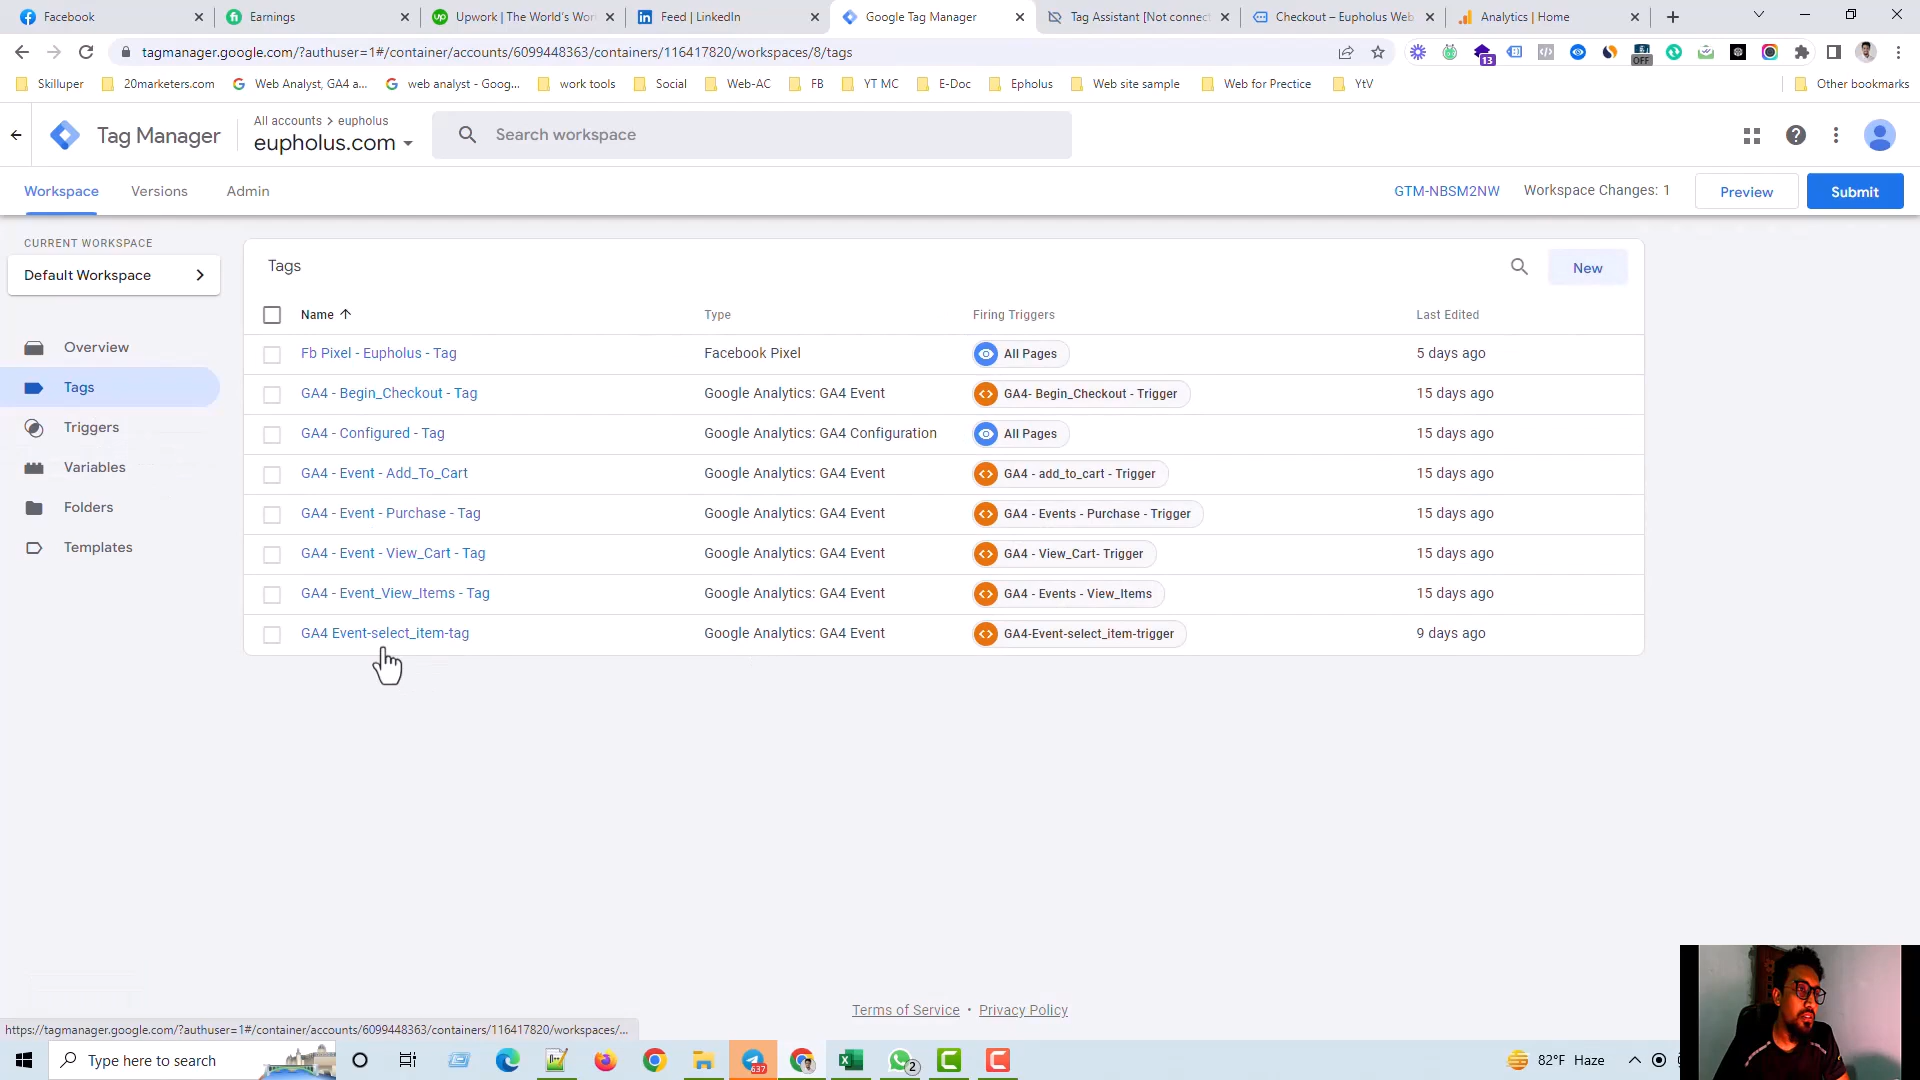 Facebook
Earnings
Upwork | The World's Wor
Feed | LinkedIn
Google Tag Manager
Tag Assistant [Not connect
Checkout – Eupholus Web
Analytics | Home
tagmanager.google.com/?authuser=1#/container/accounts/6099448363/containers/116417820/workspaces/8/tags
13
OFF
Skilluper
20marketers.com
Web Analyst, GA4 a...
web analyst - Goog...
work tools
Social
Web-AC
FB
YT MC
E-Doc
Epholus
Web site sample
Web for Prectice
YtV
Other bookmarks
Tag Manager
All accounts > eupholus
eupholus.com
Search workspace
Workspace
Versions
Admin
GTM-NBSM2NW
Workspace Changes: 1
Preview
Submit
CURRENT WORKSPACE
Default Workspace
Overview
Tags
Triggers
Variables
Folders
Templates
Tags
New
Name Type Firing Triggers Last Edited
Fb Pixel - Eupholus - Tag Facebook Pixel All Pages 5 days ago
GA4 - Begin_Checkout - Tag Google Analytics: GA4 Event GA4- Begin_Checkout - Trigger 15 days ago
GA4 - Configured - Tag Google Analytics: GA4 Configuration All Pages 15 days ago
GA4 - Event - Add_To_Cart Google Analytics: GA4 Event GA4 - add_to_cart - Trigger 15 days ago
GA4 - Event - Purchase - Tag Google Analytics: GA4 Event GA4 - Events - Purchase - Trigger 15 days ago
GA4 - Event - View_Cart - Tag Google Analytics: GA4 Event GA4 - View_Cart- Trigger 15 days ago
GA4 - Event_View_Items - Tag Google Analytics: GA4 Event GA4 - Events - View_Items 15 days ago
GA4 Event-select_item-tag Google Analytics: GA4 Event GA4-Event-select_item-trigger 9 days ago
Terms of Service • Privacy Policy
https://tagmanager.google.com/?authuser=1#/container/accounts/6099448363/containers/116417820/workspaces/...
Type here to search
637
2
82°F Haze